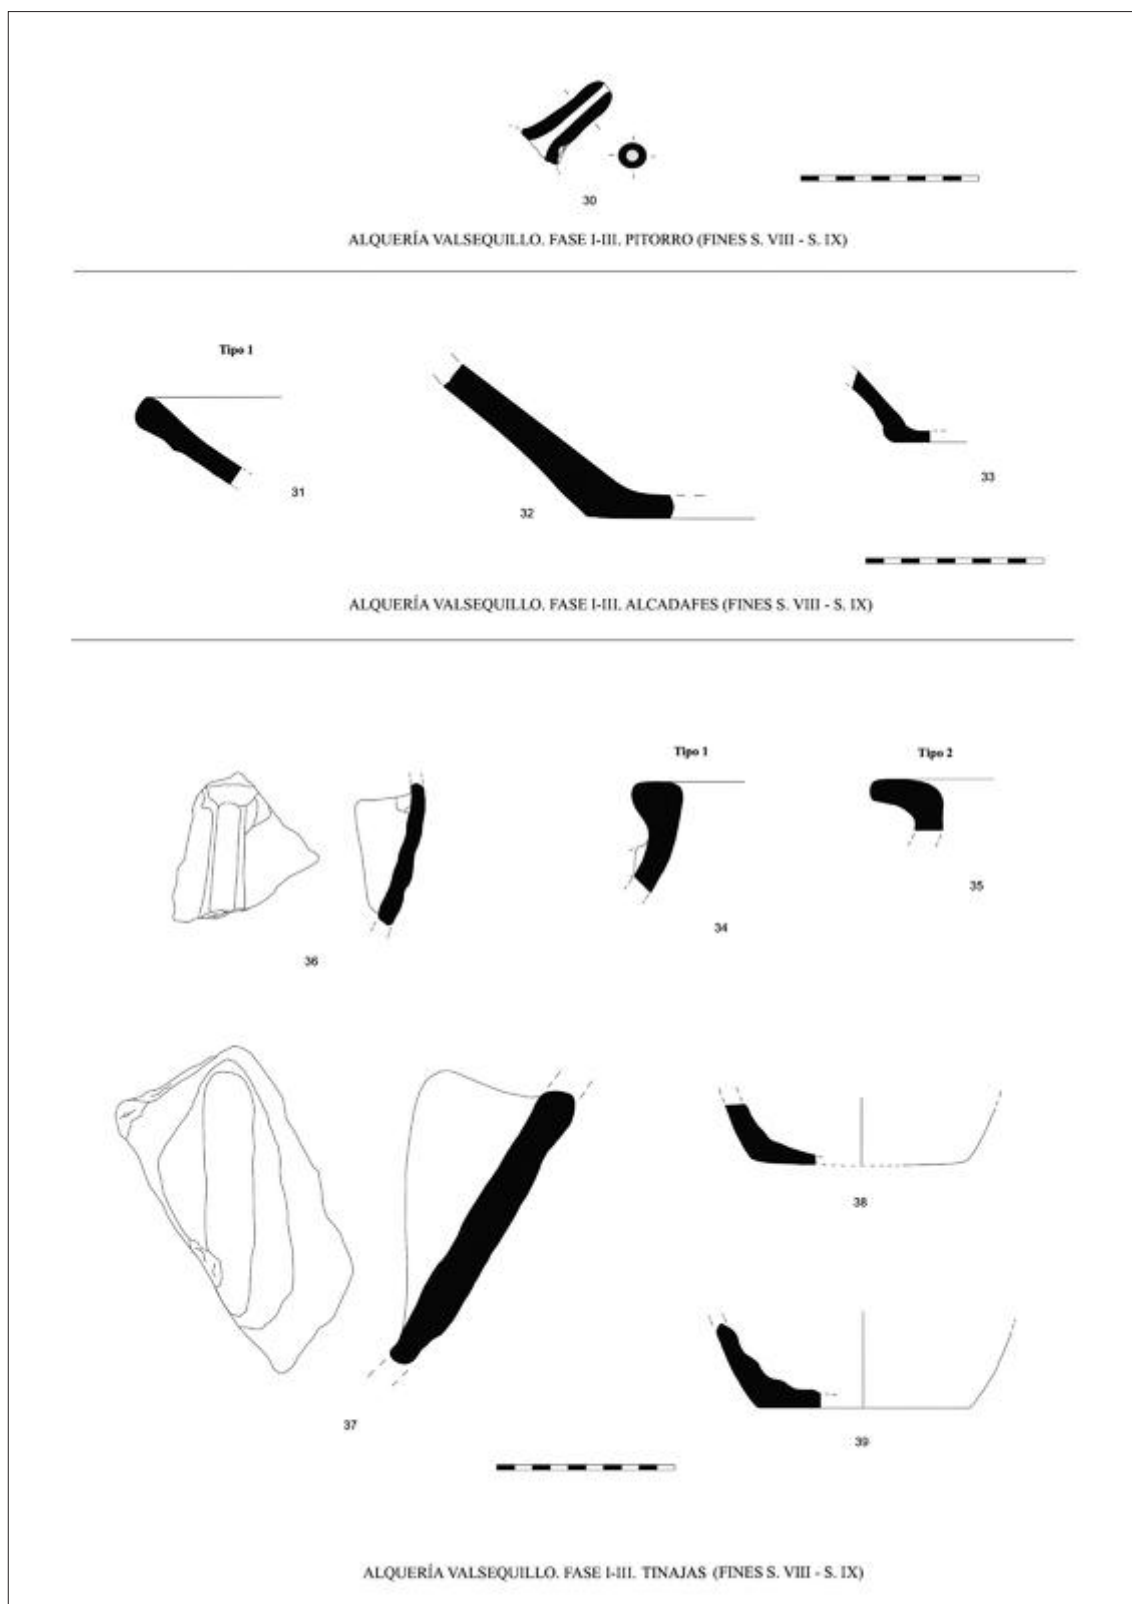 30
ALQUERÍA VALSEQUILLO. FASE I-III. PITORRO (FINES S. VIII - S. IX)
Tipo 1
31
32
33
ALQUERÍA VALSEQUILLO. FASE I-III. ALCADAFES (FINES S. VIII - S. IX)
Tipo 1
Tipo 2
36
34
35
37
38
39
ALQUERÍA VALSEQUILLO. FASE I-III. TINAJAS (FINES S. VIII - S. IX)